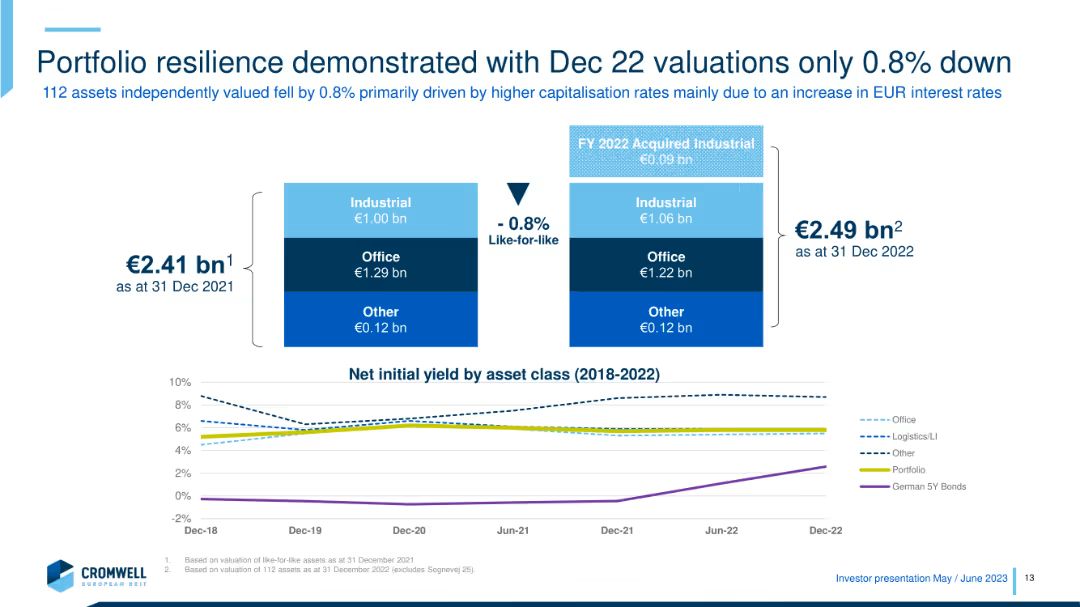 Portfolio resilience demonstrated with Dec 22 valuations only 0.8% down
112 assets independently valued fell by 0.8% primarily driven by higher capitalisation rates mainly due to an increase in EUR interest rates
€2.41 bn1
as at 31 Dec 2021
Industrial
€1.00 bn
Office
€1.29 bn
Other
€0.12 bn
- 0.8%
Like-for-like
FY 2022 Acquired Industrial
€0.09 bn
Industrial
€1.06 bn
Office
€1.22 bn
Other
€0.12 bn
€2.49 bn2
as at 31 Dec 2022
Net initial yield by asset class (2018-2022)
10%
8%
6%
4%
2%
0%
-2%
Dec-18 Dec-19 Dec-20 Jun-21 Dec-21 Jun-22 Dec-22
Office
Logistics/LI
Other
Portfolio
German 5Y Bonds
1. Based on valuation of like-for-like assets as at 31 December 2021
2. Based on valuation of 112 assets as at 31 December 2022 (excludes Segnevej 25)
CROMWELL
EUROPEAN REIT
Investor presentation May / June 2023
13